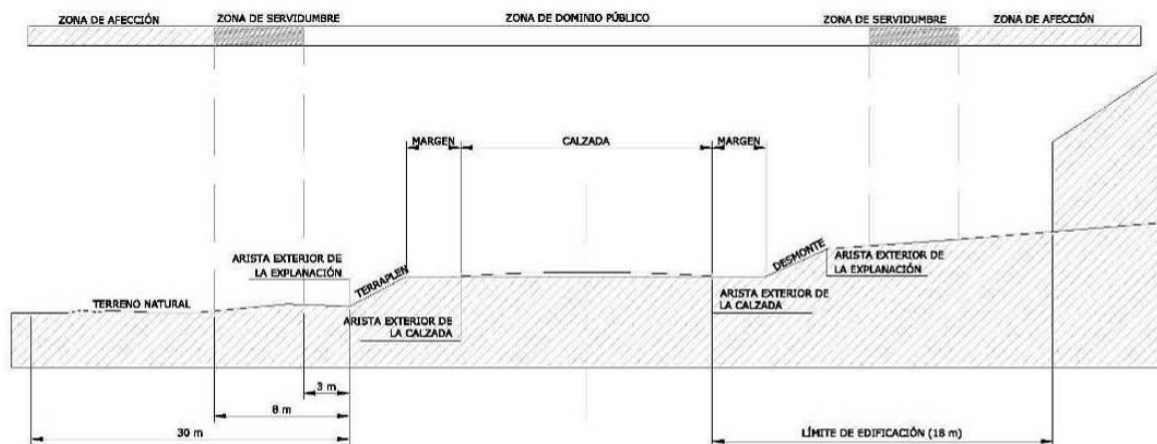 ZONA DE AFECCIÓN
ZONA DE SERVIDUMBRE
ZONA DE DOMINIO PÚBLICO
ZONA DE SERVIDUMBRE
ZONA DE AFECCIÓN
MARGEN
CALZADA
MARGEN
ARISTA EXTERIOR DE
LA EXPLANACIÓN
TERRAPLEN
DESMONTE
ARISTA EXTERIOR DE
LA EXPLANACIÓN
TERRENO NATURAL
ARISTA EXTERIOR DE
LA CALZADA
ARISTA EXTERIOR DE
LA CALZADA
3 m
8 m
30 m
LÍMITE DE EDIFICACIÓN (18 m)